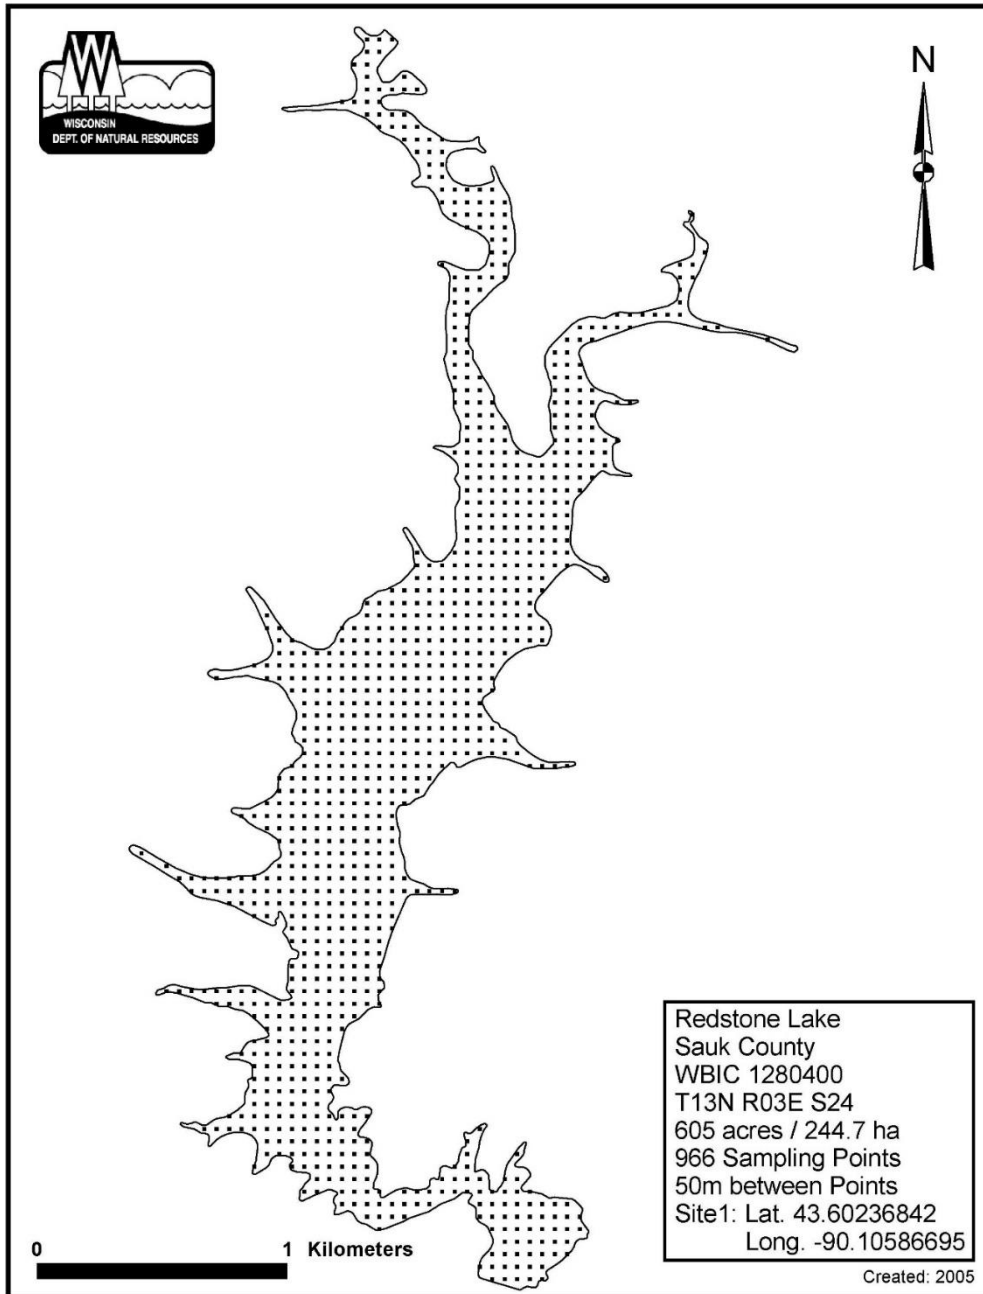 W
WISCONSIN
DEPT. OF NATURAL RESOURCES
N
Redstone Lake
Sauk County
WBIC 1280400
T13N R03E S24
605 acres / 244.7 ha
966 Sampling Points
50m between Points
Site1: Lat. 43.60236842
Long. -90.10586695
0 1 Kilometers
Created: 2005